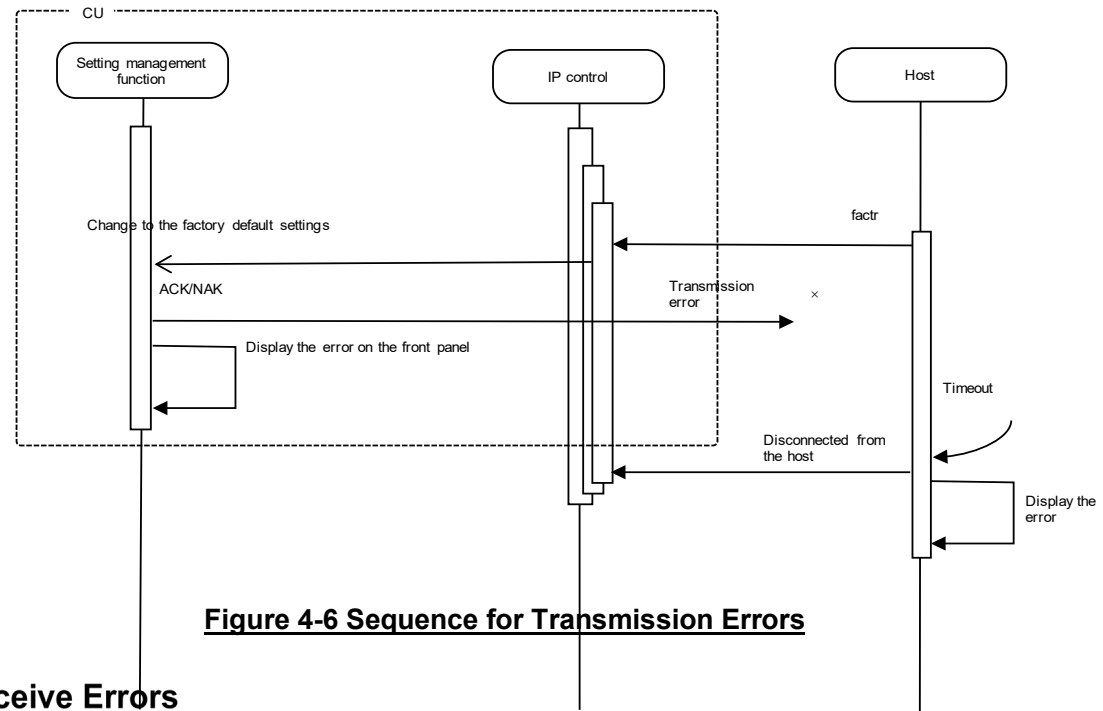 CU
Setting management
function
IP control
Host
Change to the factory default settings
factr
ACK/NAK
Transmission
error
×
Display the error on the front panel
Timeout
Disconnected from
the host
Display the
error
Figure 4-6 Sequence for Transmission Errors
ceive Errors